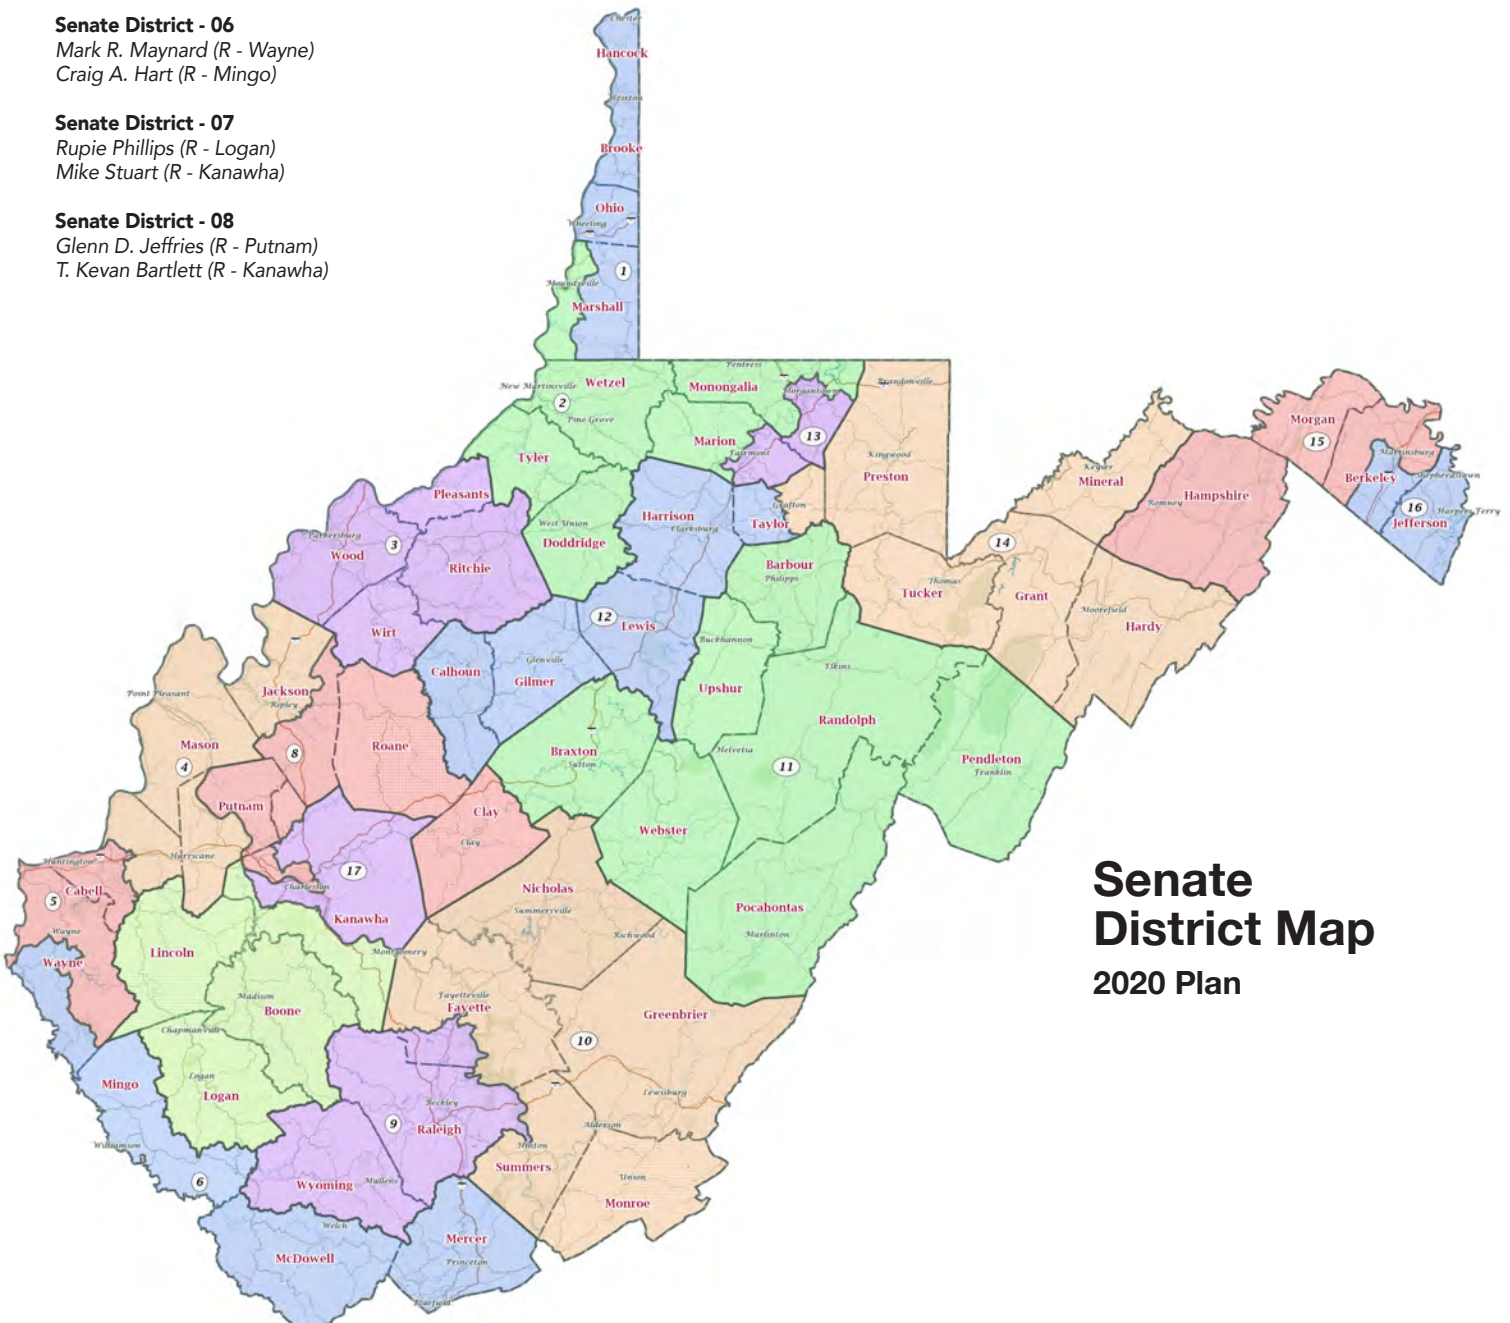 Senate District - 06
Mark R. Maynard (R - Wayne)
Craig A. Hart (R - Mingo)
Senate District - 07
Rupie Phillips (R - Logan)
Mike Stuart (R - Kanawha)
Senate District - 08
Glenn D. Jeffries (R - Putnam)
T. Kevan Bartlett (R - Kanawha)
Chester
Hancock
Weirton
Brooke
Ohio
Wheeling
1
Moundsville
Marshall
Pentress
New Martinsville
Wetzel
Monongalia
Morgantown
Brandonville
2
Pine Grove
Marion
13
Fairmont
Tyler
Kingwood
Preston
Keyser
Mineral
Morgan
15
Martinsburg
Berkeley
Shepherdstown
16
Harpers Ferry
Jefferson
Romney
Hampshire
Pleasants
Harrison
Clarksburg
Grafton
Taylor
West Union
Doddridge
Parkersburg
3
Wood
Ritchie
14
Barbour
Philippi
Thomas
Tucker
Grant
Moorefield
Hardy
12
Lewis
Wirt
Buckhannon
Calhoun
Glenville
Gilmer
Elkins
Upshur
Point Pleasant
Jackson
Ripley
Randolph
Mason
8
Roane
Braxton
Sutton
Helvetia
Pendleton
Franklin
4
11
Putnam
Clay
Clay
Webster
Hurricane
Huntington
Cabell
5
17
Charleston
Nicholas
Summersville
Kanawha
Pocahontas
Marlinton
Richwood
Wayne
Wayne
Lincoln
Montgomery
Madison
Boone
Fayetteville
Fayette
Greenbrier
Chapmanville
10
Mingo
Logan
Logan
Beckley
Lewisburg
9
Raleigh
Alderson
Williamson
Hinton
Summers
6
Wyoming
Mullens
Union
Monroe
Welch
McDowell
Mercer
Princeton
Bluefield
Senate
District Map
2020 Plan